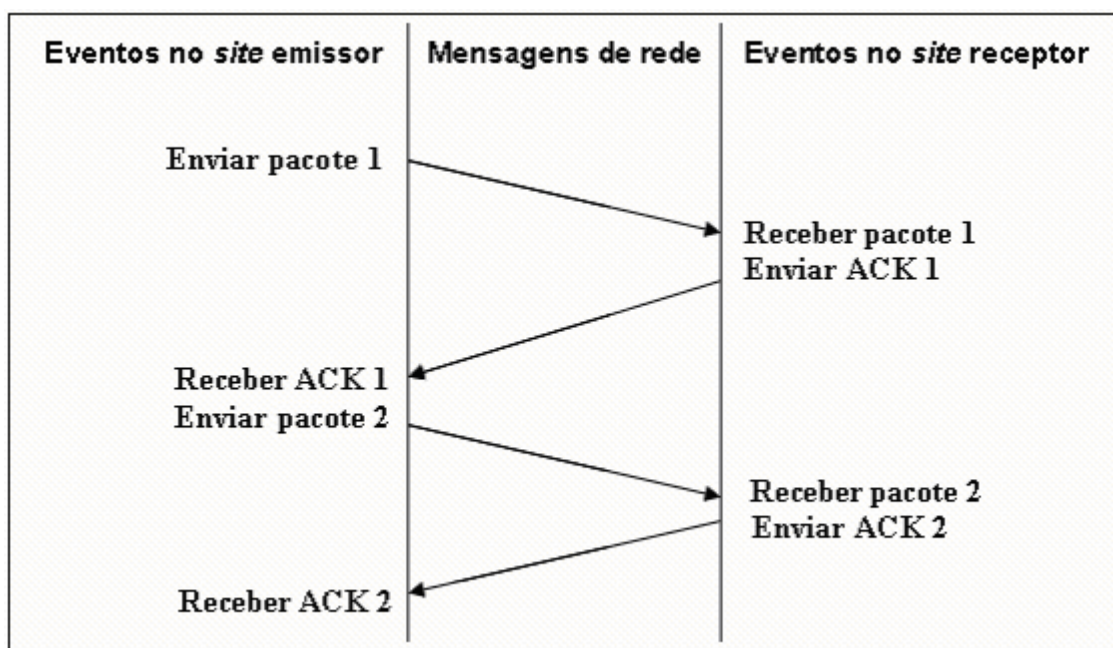 Eventos no site emissor
Mensagens de rede
Eventos no site receptor
Enviar pacote 1
Receber pacote 1
Enviar ACK 1
Receber ACK 1
Enviar pacote 2
Receber pacote 2
Enviar ACK 2
Receber ACK 2